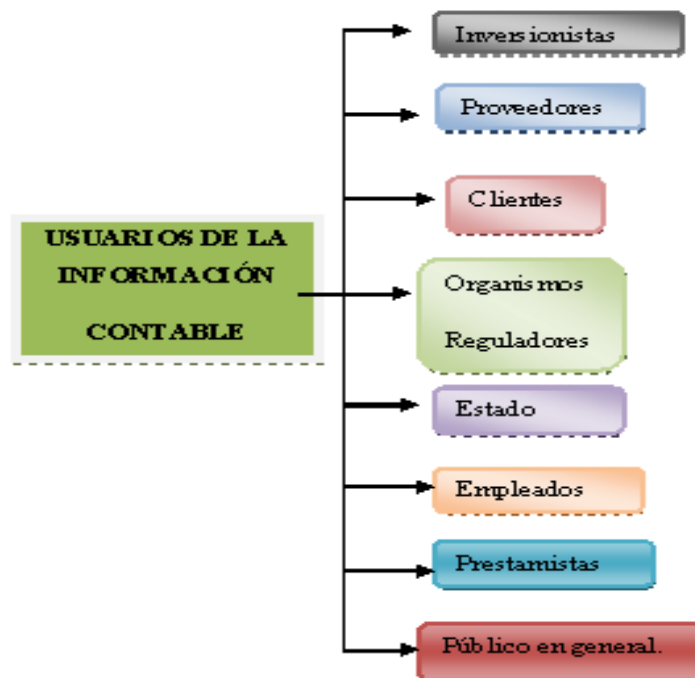 USUARIOS DE LA
INFORMACIÓN
CONTABLE
Inversionistas
Proveedores
Clientes
Organismos
Reguladores
Estado
Empleados
Prestamistas
Público en general.